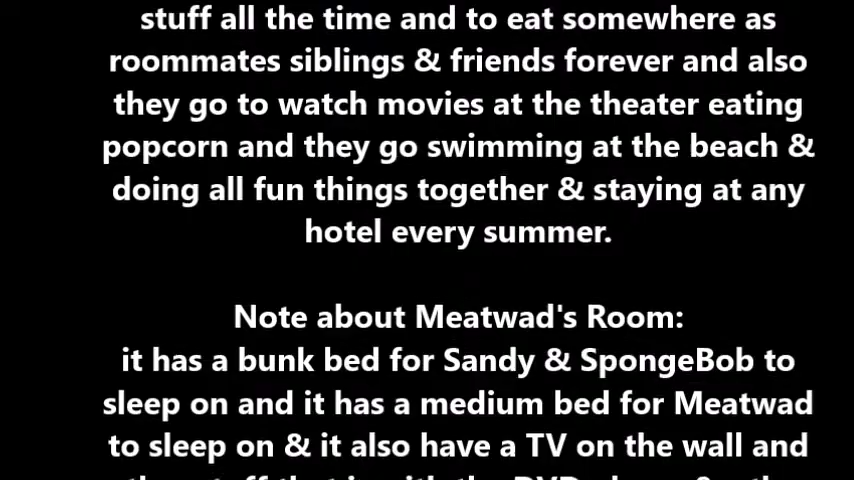 stuff all the time and to eat somewhere as
roommates siblings & friends forever and also
they go to watch movies at the theater eating
popcorn and they go swimming at the beach &
doing all fun things together & staying at any
hotel every summer.
Note about Meatwad's Room:
it has a bunk bed for Sandy & SpongeBob to
sleep on and it has a medium bed for Meatwad
to sleep on & it also have a TV on the wall and